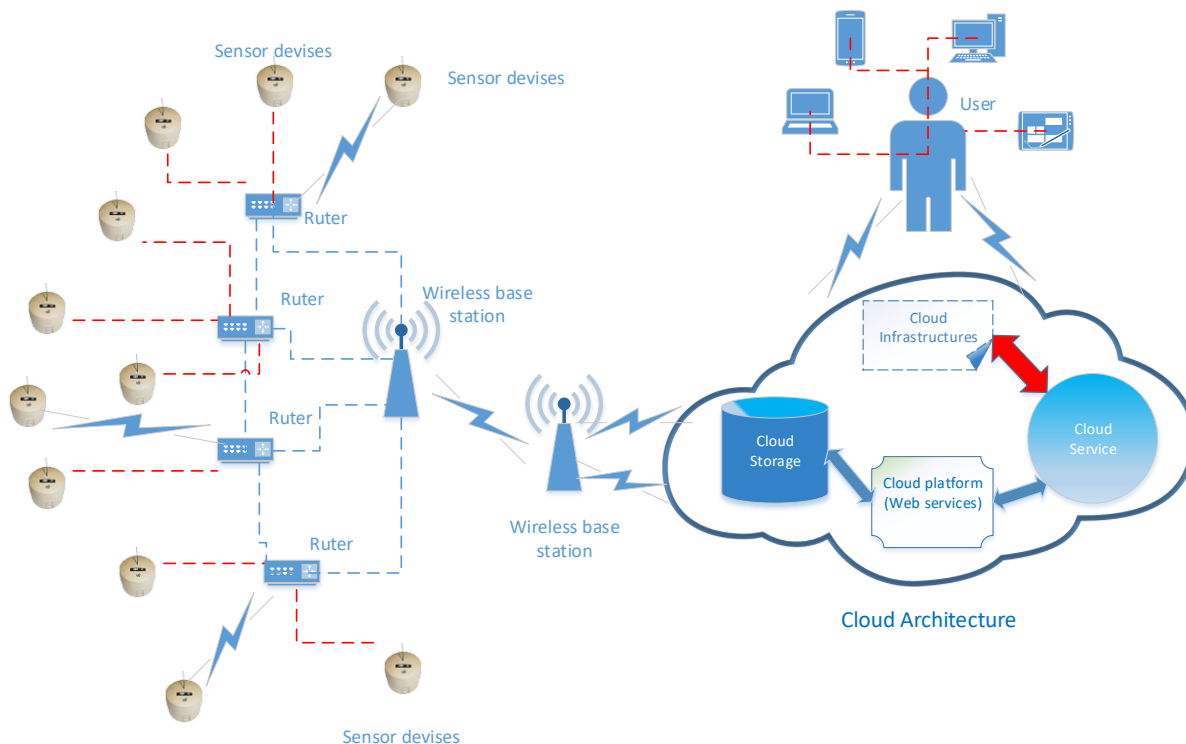 Sensor devises
Sensor devises
User
Ruter
Ruter
Wireless base
station
Cloud
Infrastructures
Ruter
Cloud
Storage
Cloud
Service
Cloud platform
(Web services)
Wireless base
station
Ruter
Cloud Architecture
Sensor devises